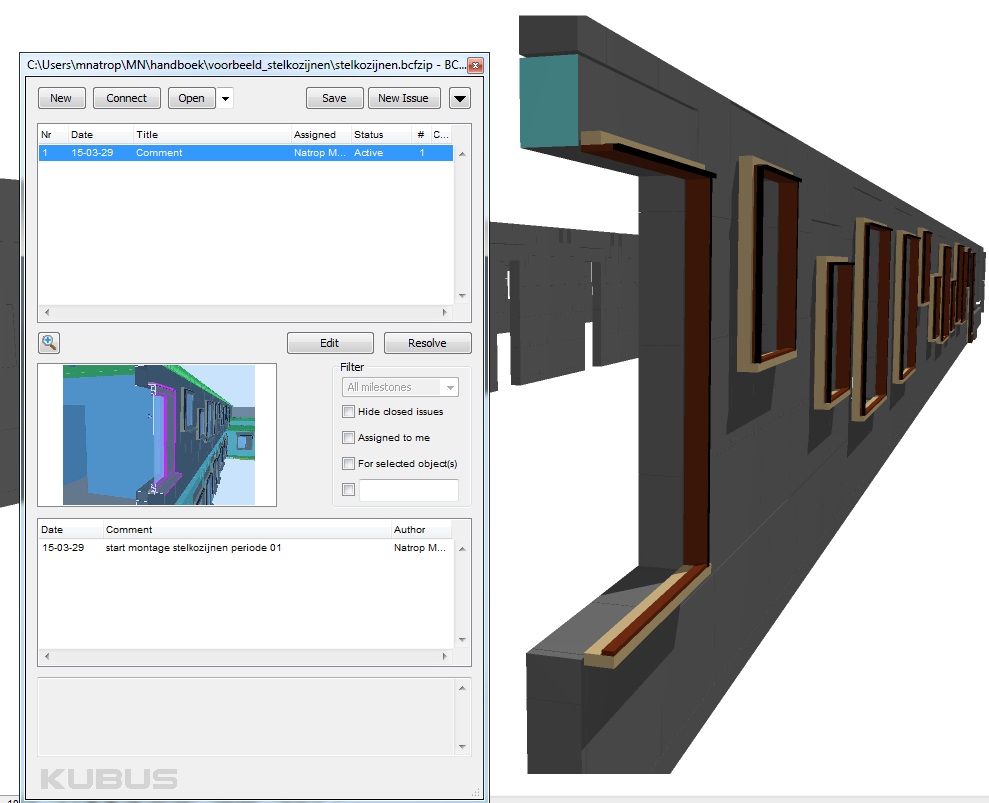 C:\Users\mnatrop\MN\handboek\voorbeeld_stelkozijnen\stelkozijnen.bcfzip - BC...
New Connect Open Save New Issue
Nr Date Title Assigned Status # C...
1 15-03-29 Comment Natrop M... Active 1
Edit Resolve
Filter
All milestones
Hide closed issues
Assigned to me
For selected object(s)
Date Comment Author
15-03-29 start montage stelkozijnen periode 01 Natrop M...
KUBUS